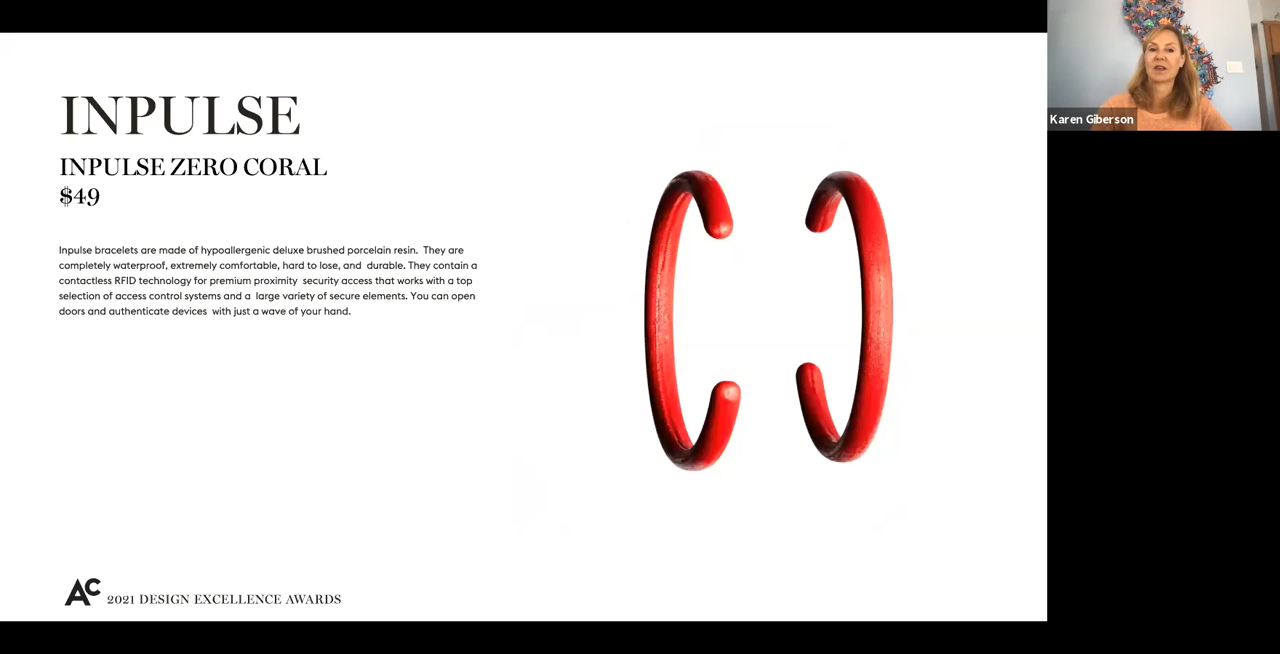 INPULSE
INPULSE ZERO CORAL
$49
Inpulse bracelets are made of hypoallergenic deluxe brushed porcelain resin. They are
completely waterproof, extremely comfortable, hard to lose, and durable. They contain a
contactless RFID technology for premium proximity security access that works with a top
selection of access control systems and a large variety of secure elements. You can open
doors and authenticate devices with just a wave of your hand.
AC 2021 DESIGN EXCELLENCE AWARDS
Karen Giberson